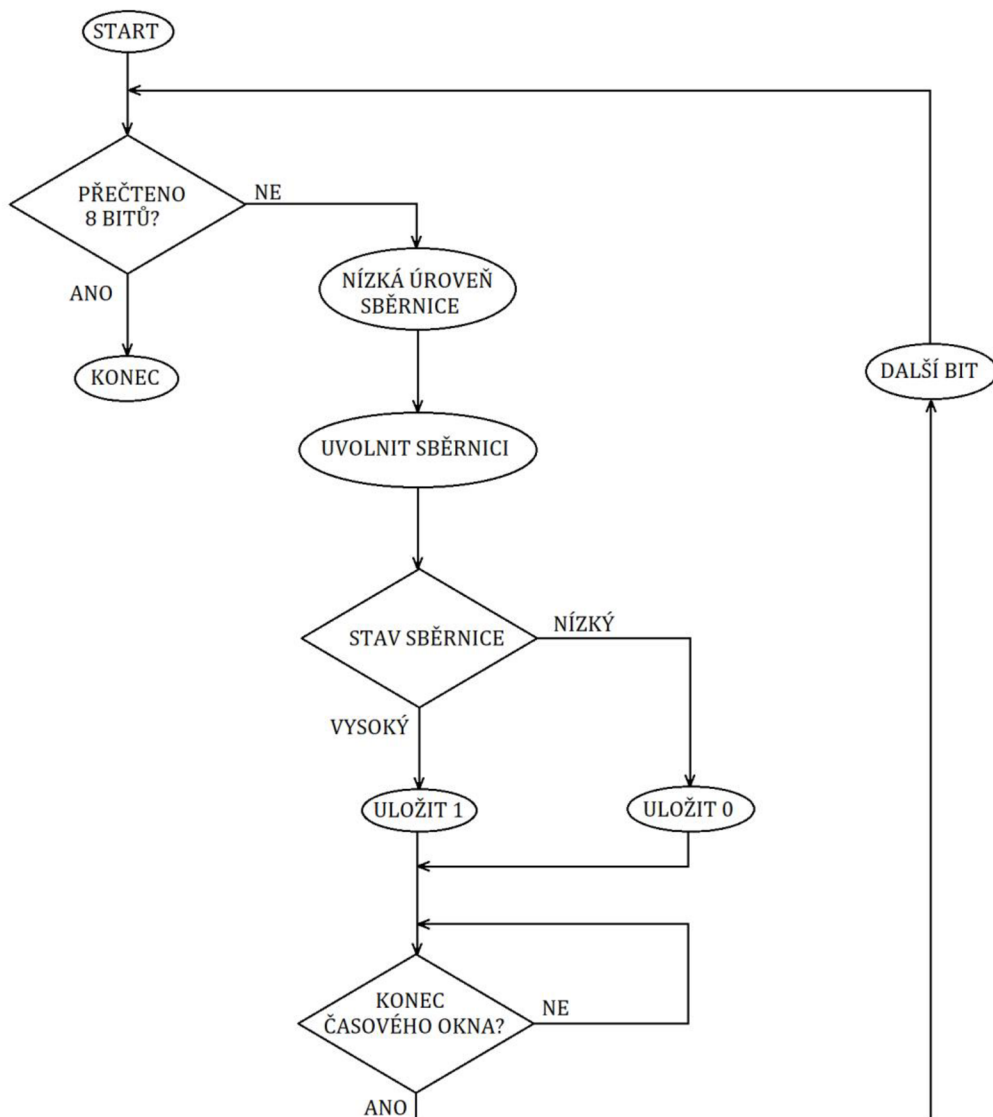 START
PŘEČTENO
8 BITŮ?
NE
ANO
NÍZKÁ ÚROVEŇ
SBĚRNICE
KONEC
DALŠÍ BIT
UVOLNIT SBĚRNICI
STAV SBĚRNICE
NÍZKÝ
VYSOKÝ
ULOŽIT 1
ULOŽIT 0
KONEC
ČASOVÉHO OKNA?
NE
ANO